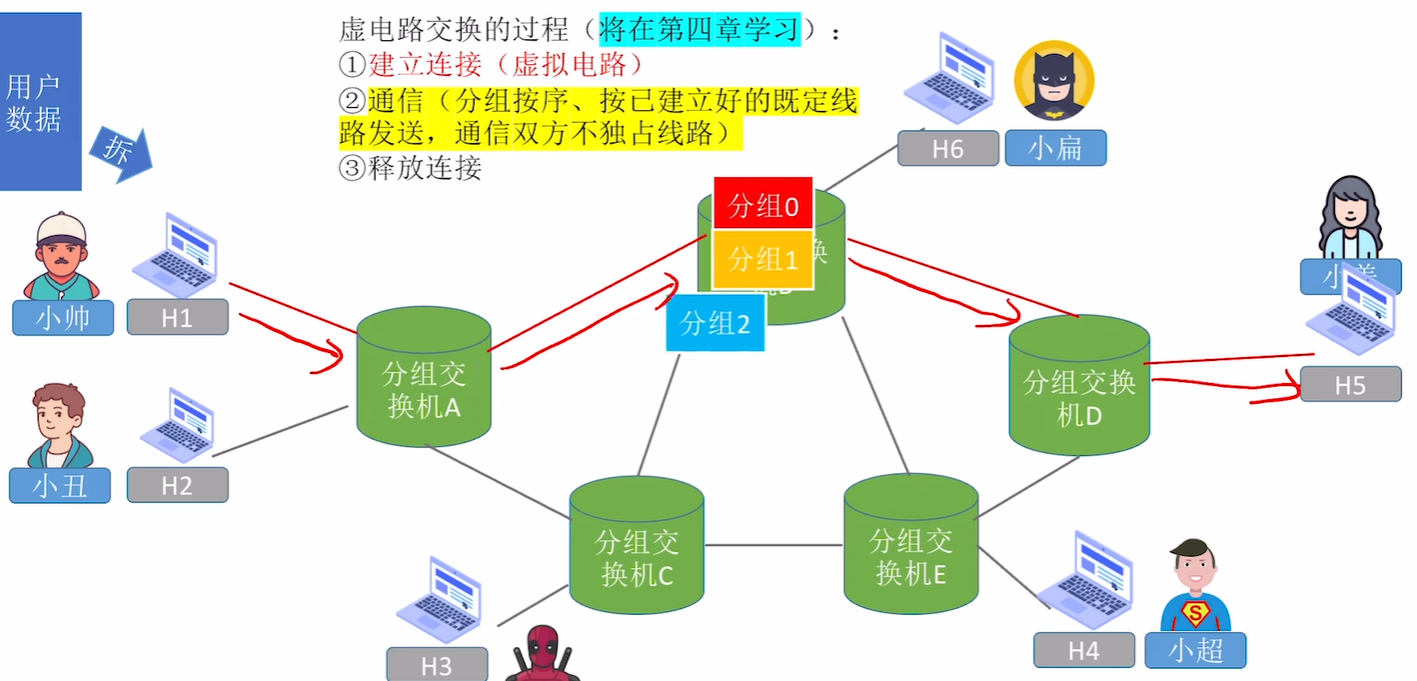 虚电路交换的过程（将在第四章学习）：
①建立连接（虚拟电路）
②通信（分组按序、按已建立好的既定线
路发送，通信双方不独占线路）
③释放连接
用户
数据
拆
H6
小扁
分组0
分组1
换
分组2
小帅
H1
分组交
换机A
分组交换
机D
H5
小丑
H2
分组交
换机C
分组交
换机E
H3
H4
小超